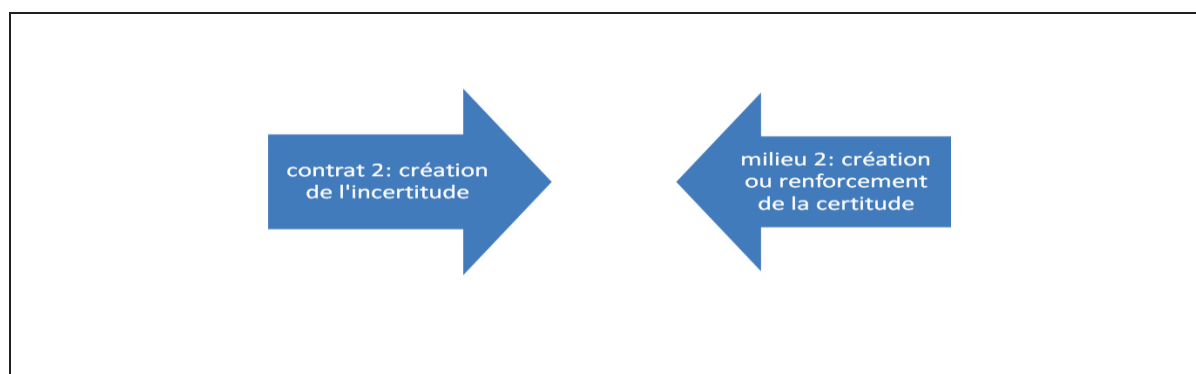 contrat 2: création
de l'incertitude
milieu 2: création
ou renforcement
de la certitude